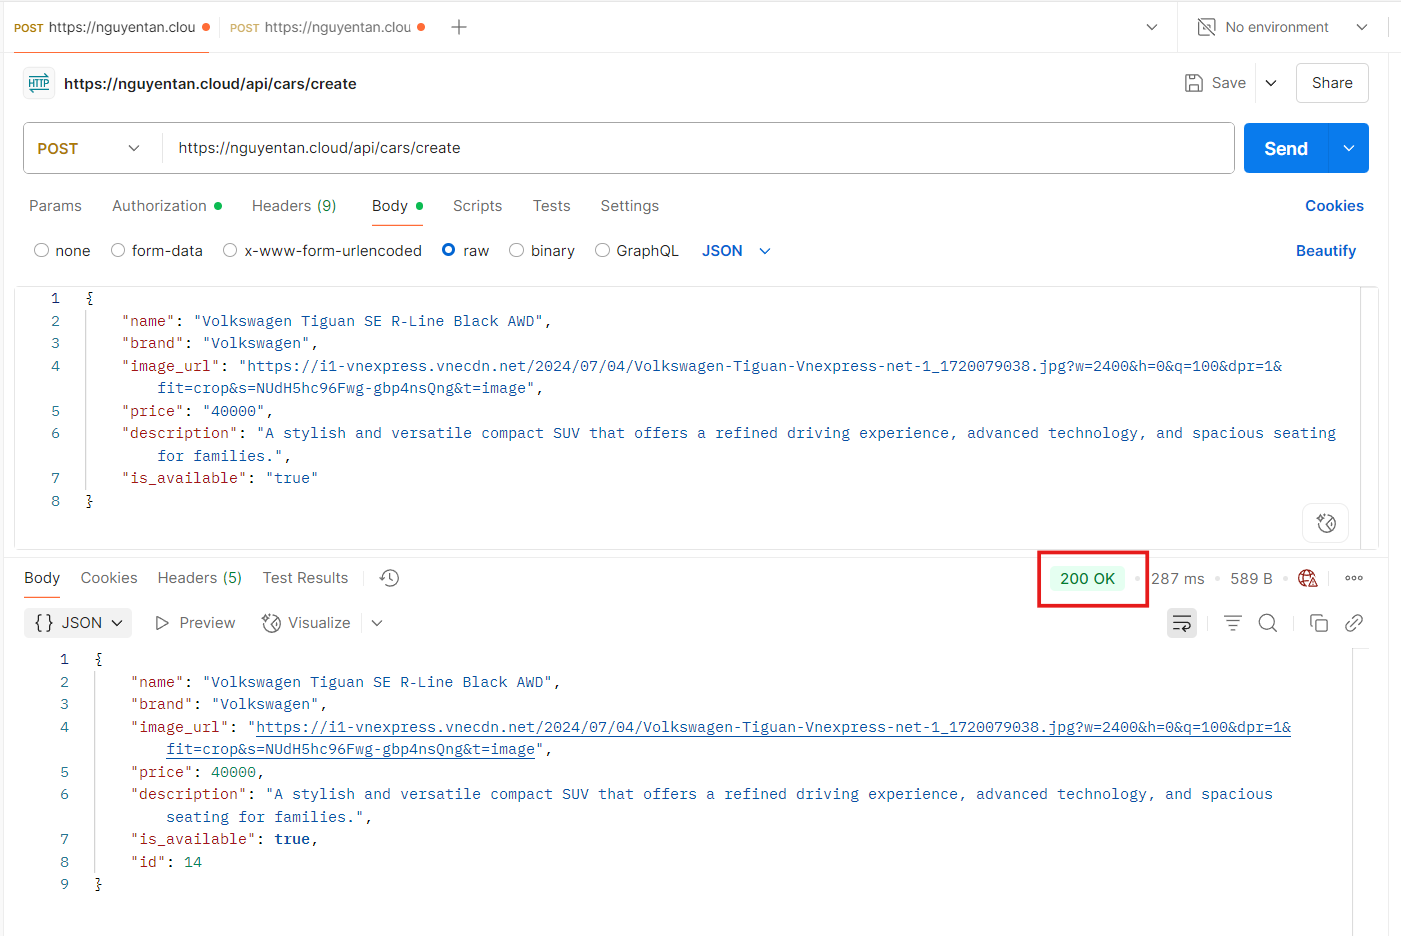 POST https://nguyentan.clou POST https://nguyentan.clou No environment
HTTP https://nguyentan.cloud/api/cars/create Save Share
POST https://nguyentan.cloud/api/cars/create Send
Params Authorization Headers (9) Body Scripts Tests Settings Cookies
none form-data x-www-form-urlencoded raw binary GraphQL JSON Beautify
1 {
2 "name": "Volkswagen Tiguan SE R-Line Black AWD",
3 "brand": "Volkswagen",
4 "image_url": "https://i1-vnexpress.vnecdn.net/2024/07/04/Volkswagen-Tiguan-Vnexpress-net-1_1720079038.jpg?w=2400&h=0&q=100&dpr=1&
fit=crop&s=NUdH5hc96Fwg-gbp4nsQng&t=image",
5 "price": "40000",
6 "description": "A stylish and versatile compact SUV that offers a refined driving experience, advanced technology, and spacious seating
for families.",
7 "is_available": "true"
8 }
Body Cookies Headers (5) Test Results 200 OK 287 ms 589 B
{} JSON Preview Visualize
1 {
2 "name": "Volkswagen Tiguan SE R-Line Black AWD",
3 "brand": "Volkswagen",
4 "image_url": "https://i1-vnexpress.vnecdn.net/2024/07/04/Volkswagen-Tiguan-Vnexpress-net-1_1720079038.jpg?w=2400&h=0&q=100&dpr=1&
fit=crop&s=NUdH5hc96Fwg-gbp4nsQng&t=image",
5 "price": 40000,
6 "description": "A stylish and versatile compact SUV that offers a refined driving experience, advanced technology, and spacious
seating for families.",
7 "is_available": true,
8 "id": 14
9 }